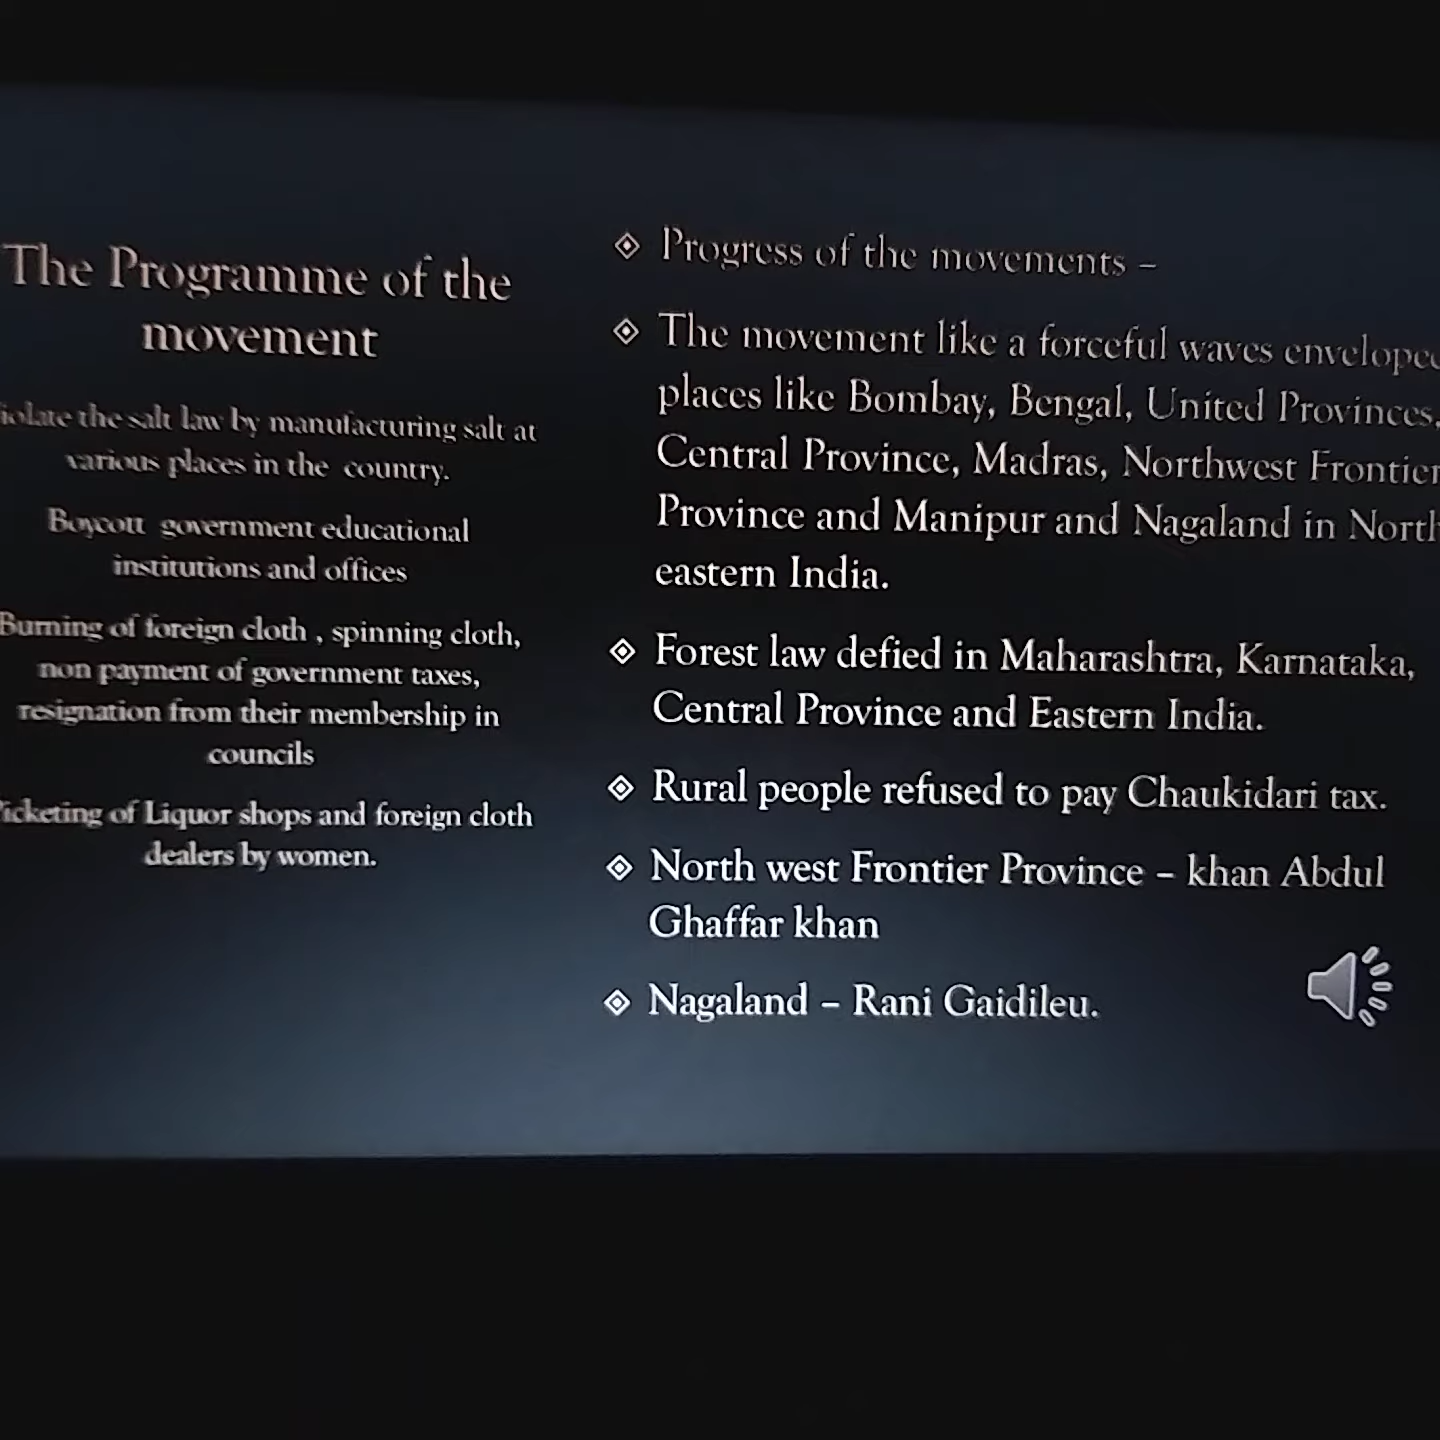 The Programme of the
movement
iolate the salt law by manufacturing salt at
various places in the country.
Boycott government educational
institutions and offices
Burning of foreign cloth , spinning cloth,
non payment of government taxes,
resignation from their membership in
councils
icketing of Liquor shops and foreign cloth
dealers by women.
Progress of the movements –
The movement like a forceful waves envelope
places like Bombay, Bengal, United Provinces,
Central Province, Madras, Northwest Frontier
Province and Manipur and Nagaland in North
eastern India.
Forest law defied in Maharashtra, Karnataka,
Central Province and Eastern India.
Rural people refused to pay Chaukidari tax.
North west Frontier Province – khan Abdul
Ghaffar khan
Nagaland – Rani Gaidileu.